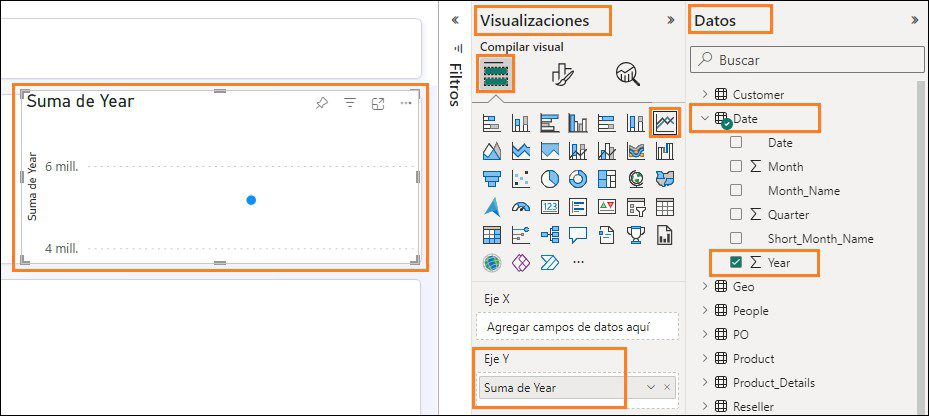 Suma de Year
Suma de Year
6 mill.
4 mill.
Filtros
Visualizaciones
Compilar visual
123
Eje X
Agregar campos de datos aquí
Eje Y
Suma de Year
Datos
Buscar
Customer
Date
Date
Month
Month_Name
Quarter
Short_Month_Name
Year
Geo
People
PO
Product
Product_Details
Reseller